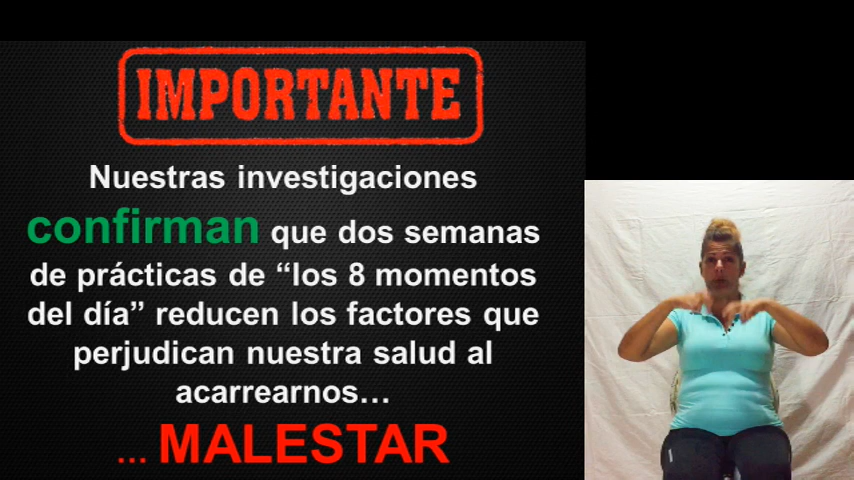 IMPORTANTE
Nuestras investigaciones
confirman que dos semanas
de prácticas de “los 8 momentos
del día” reducen los factores que
perjudican nuestra salud al
acarrearnos…
… MALESTAR